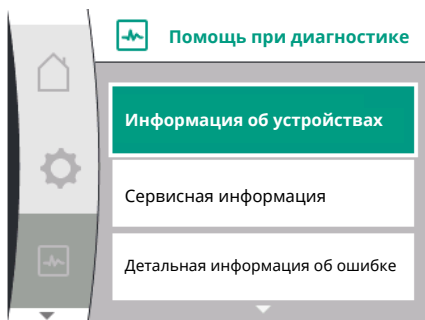 Помощь при диагностике
Информация об устройствах
Сервисная информация
Детальная информация об ошибке